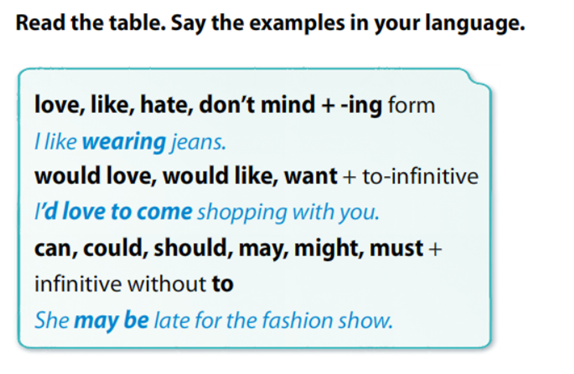 Read the table. Say the examples in your language.
love, like, hate, don’t mind + -ing form
I like wearing jeans.
would love, would like, want + to-infinitive
I’d love to come shopping with you.
can, could, should, may, might, must +
infinitive without to
She may be late for the fashion show.